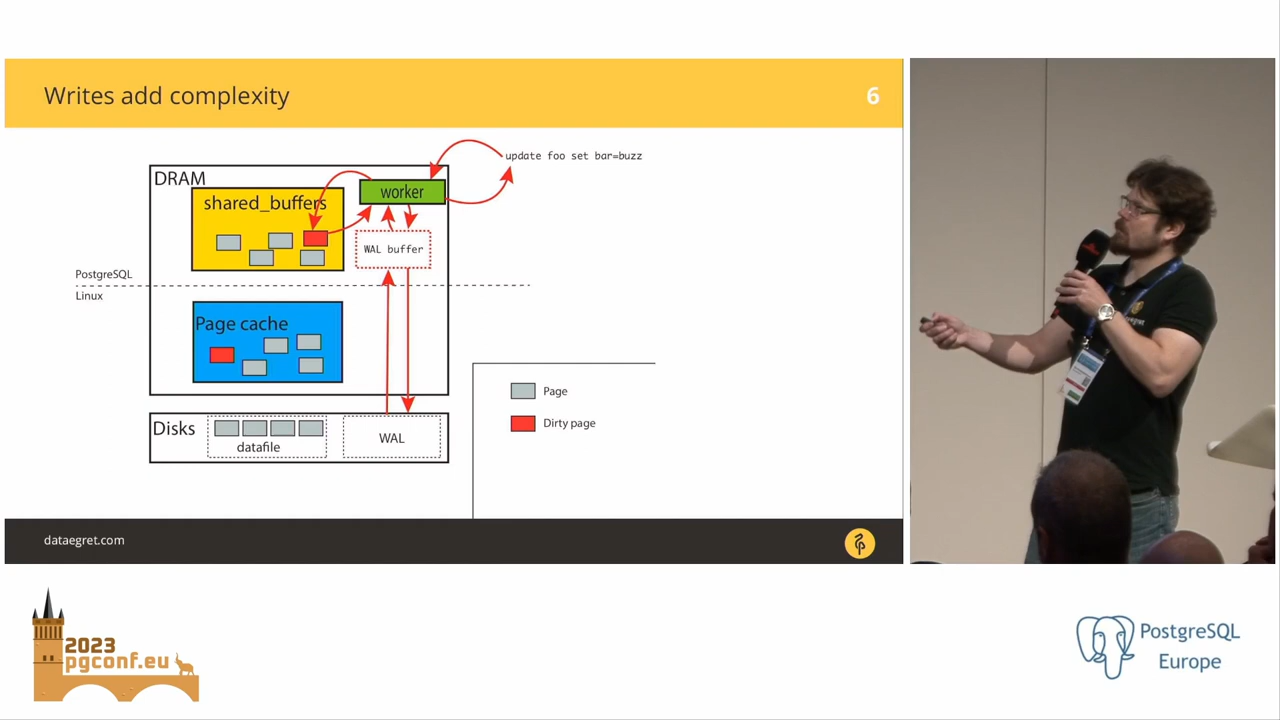 Writes add complexity
6
update foo set bar=buzz
DRAM
worker
shared_buffers
WAL buffer
PostgreSQL
Linux
Page cache
Page
Dirty page
Disks
WAL
datafile
dataegret.com
2023
pgconf.eu
PostgreSQL
Europe